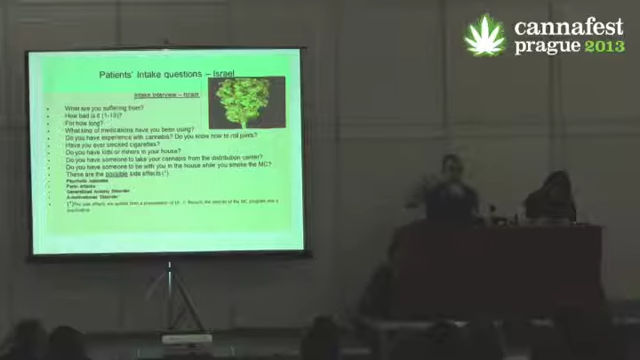 cannafest
prague 2013
Patients' Intake questions – Israel
Intake Interview – Israel
What are you suffering from?
How bad is it (1-10)?
For how long?
What kind of medications have you been using?
Do you have experience with cannabis? Do you know how to roll joints?
Have you ever smoked cigarettes?
Do you have kids or minors in your house?
Do you have someone to take your cannabis from the distribution center?
Do you have someone to be with you in the house while you smoke the MC?
These are the possible side effects (*)
Psychotic episodes
Panic attacks
Generalized Anxiety Disorder
Amotivational Disorder